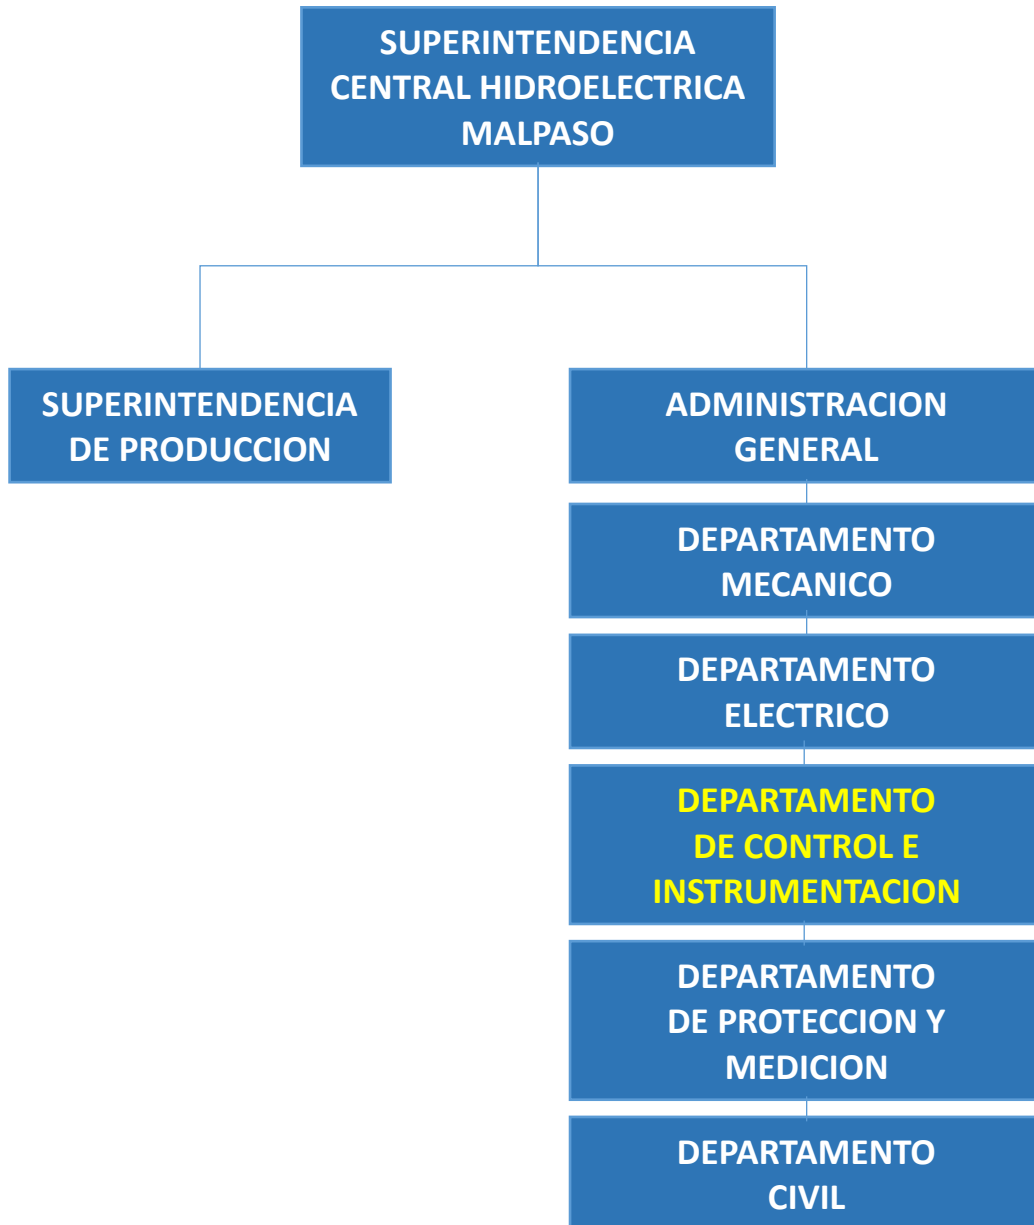 SUPERINTENDENCIA
CENTRAL HIDROELECTRICA
MALPASO
SUPERINTENDENCIA
DE PRODUCCION
ADMINISTRACION
GENERAL
DEPARTAMENTO
MECANICO
DEPARTAMENTO
ELECTRICO
DEPARTAMENTO
DE CONTROL E
INSTRUMENTACION
DEPARTAMENTO
DE PROTECCION Y
MEDICION
DEPARTAMENTO
CIVIL